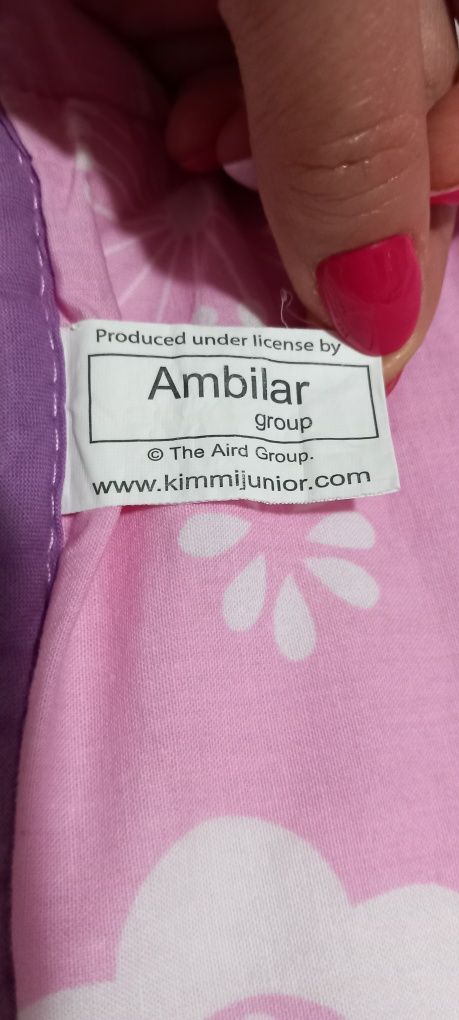 Produced under license by
Ambilar
group
© The Aird Group.
www.kimmijunior.com